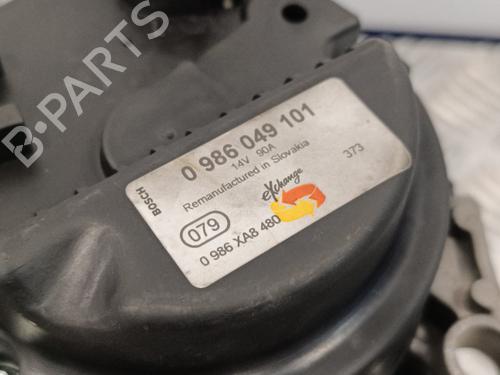 B-PARTS
BOSCH
0 986 049 101
14V 90A
Remanufactured in Slovakia
373
079
eXchange
0 986 XA8 480